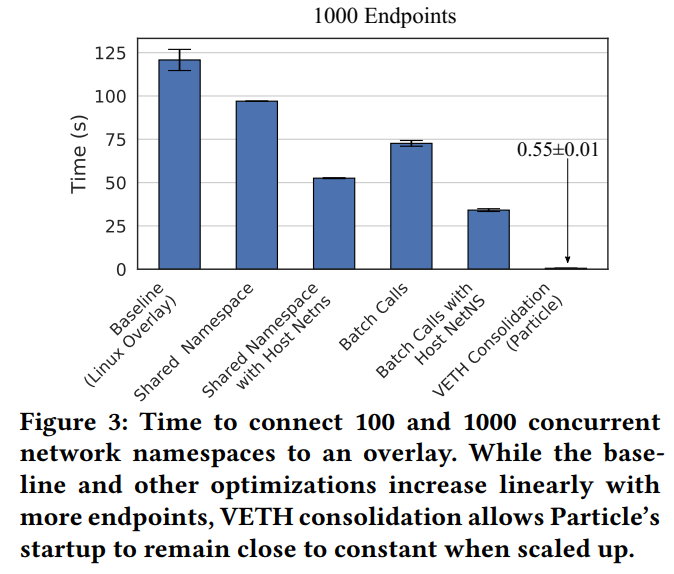 1000 Endpoints
Time (s)
125
100
75
50
25
0
0.55±0.01
Baseline
(Linux Overlay)
Shared Namespace
Shared Namespace
with Host Netns
Batch Calls
Batch Calls with
Host NetNS
VETH Consolidation
(Particle)
Figure 3: Time to connect 100 and 1000 concurrent
network namespaces to an overlay. While the base-
line and other optimizations increase linearly with
more endpoints, VETH consolidation allows Particle’s
startup to remain close to constant when scaled up.